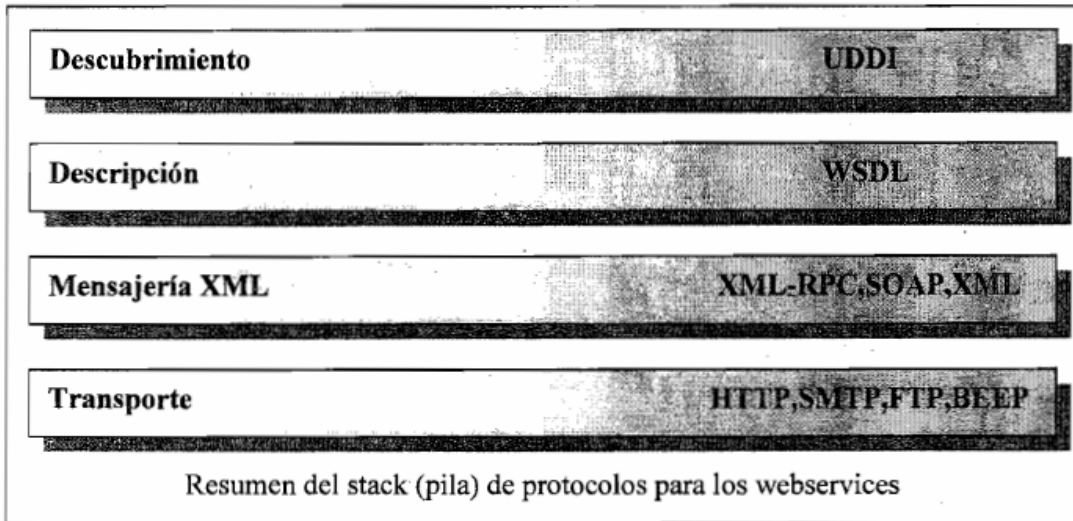 Descubrimiento UDDI
Descripción WSDL
Mensajería XML XML-RPC,SOAP,XML
Transporte HTTP,SMTP,FTP,BEEP
Resumen del stack (pila) de protocolos para los webservices